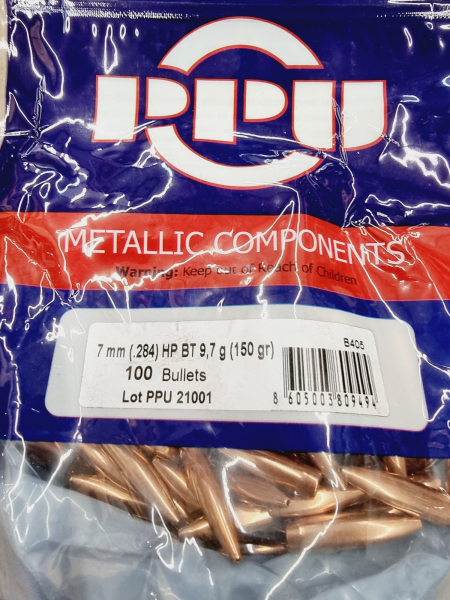 PPU
METALLIC COMPONENTS
Warning: Keep out of Reach of Children
B405
7 mm (.284) HP BT 9,7 g (150 gr)
100 Bullets
Lot PPU 21001
8 605003 809494